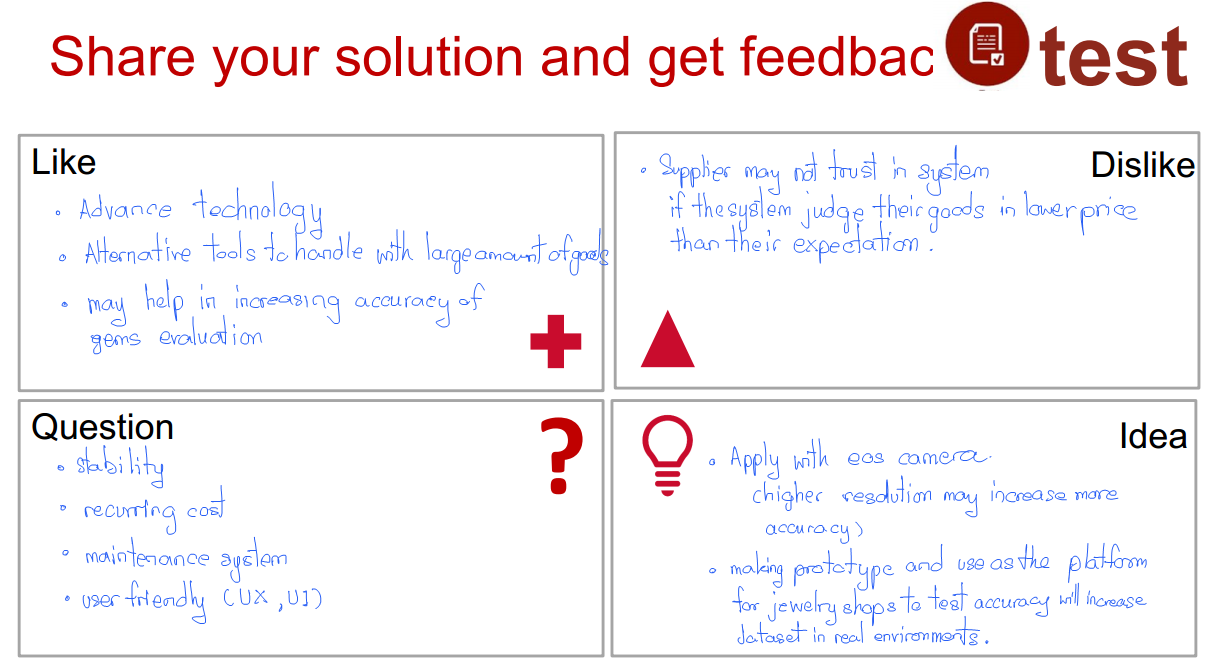 Share your solution and get feedbac
test
Like
• Advance technology
• Alternative tools to handle with large amount of goods
• may help in increasing accuracy of
gems evaluation
Dislike
• Supplier may not trust in system
if the system judge their goods in lower price
than their expectation.
Question
• stability
• recurring cost
• maintenance system
• user friendly (UX, UI)
Idea
• Apply with eos camera.
(higher resolution may increase more
accuracy)
• making prototype and use as the platform
for jewelry shops to test accuracy will increase
dataset in real environments.